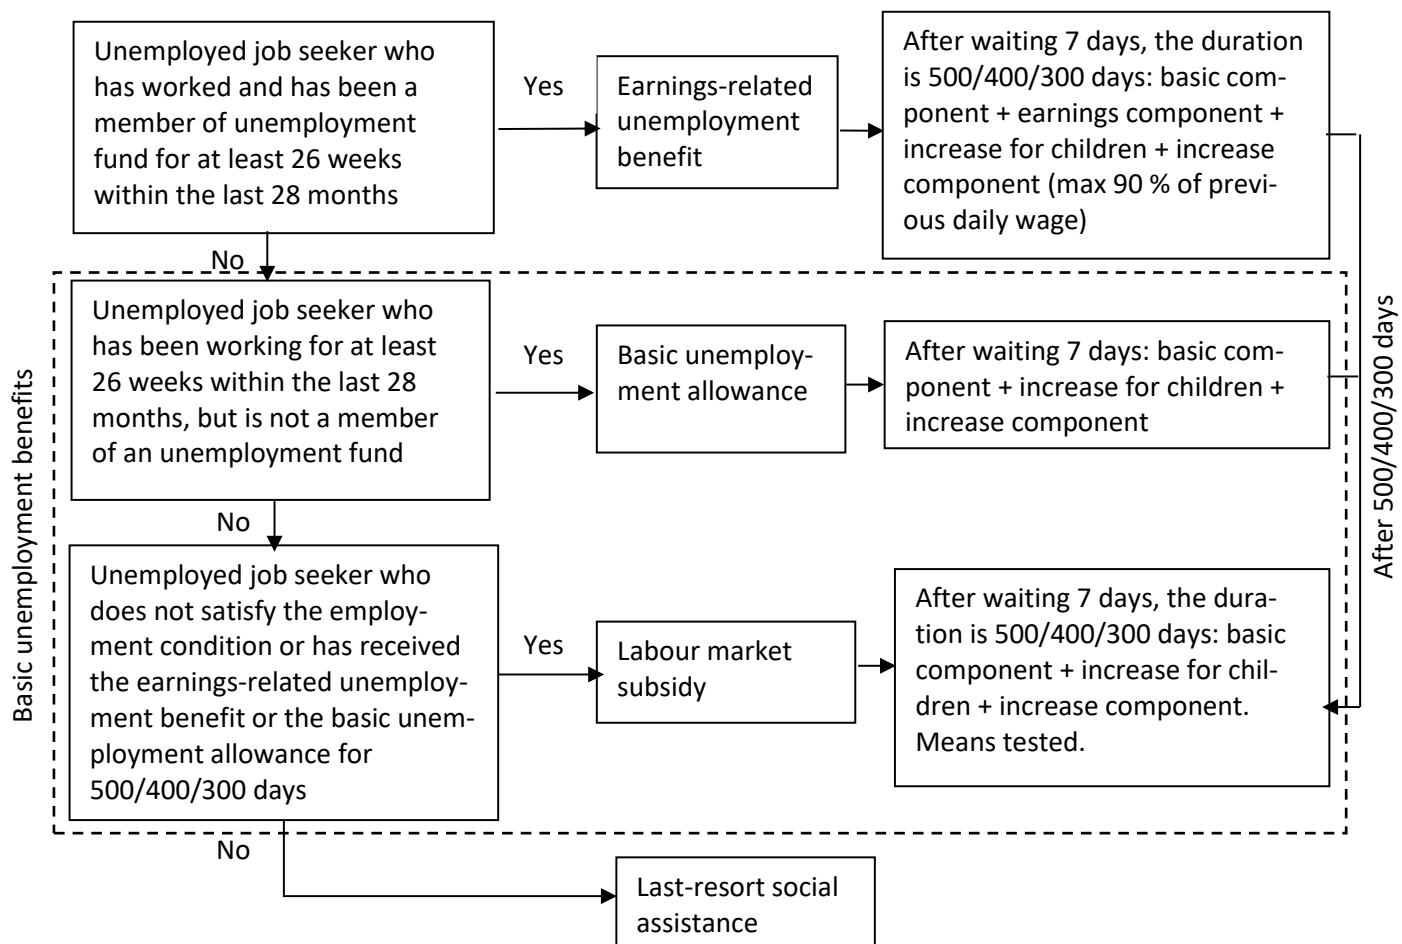 Unemployed job seeker who
has worked and has been a
member of unemployment
fund for at least 26 weeks
within the last 28 months
Yes
Earnings-related
unemployment
benefit
After waiting 7 days, the duration
is 500/400/300 days: basic com-
ponent + earnings component +
increase for children + increase
component (max 90 % of previ-
ous daily wage)
No
Basic unemployment benefits
Unemployed job seeker who
has been working for at least
26 weeks within the last 28
months, but is not a member
of an unemployment fund
Yes
Basic unemploy-
ment allowance
After waiting 7 days: basic com-
ponent + increase for children +
increase component
After 500/400/300 days
No
Unemployed job seeker who
does not satisfy the employ-
ment condition or has received
the earnings-related unemploy-
ment benefit or the basic unem-
ployment allowance for
500/400/300 days
Yes
Labour market
subsidy
After waiting 7 days, the dura-
tion is 500/400/300 days: basic
component + increase for chil-
dren + increase component.
Means tested.
No
Last-resort social
assistance